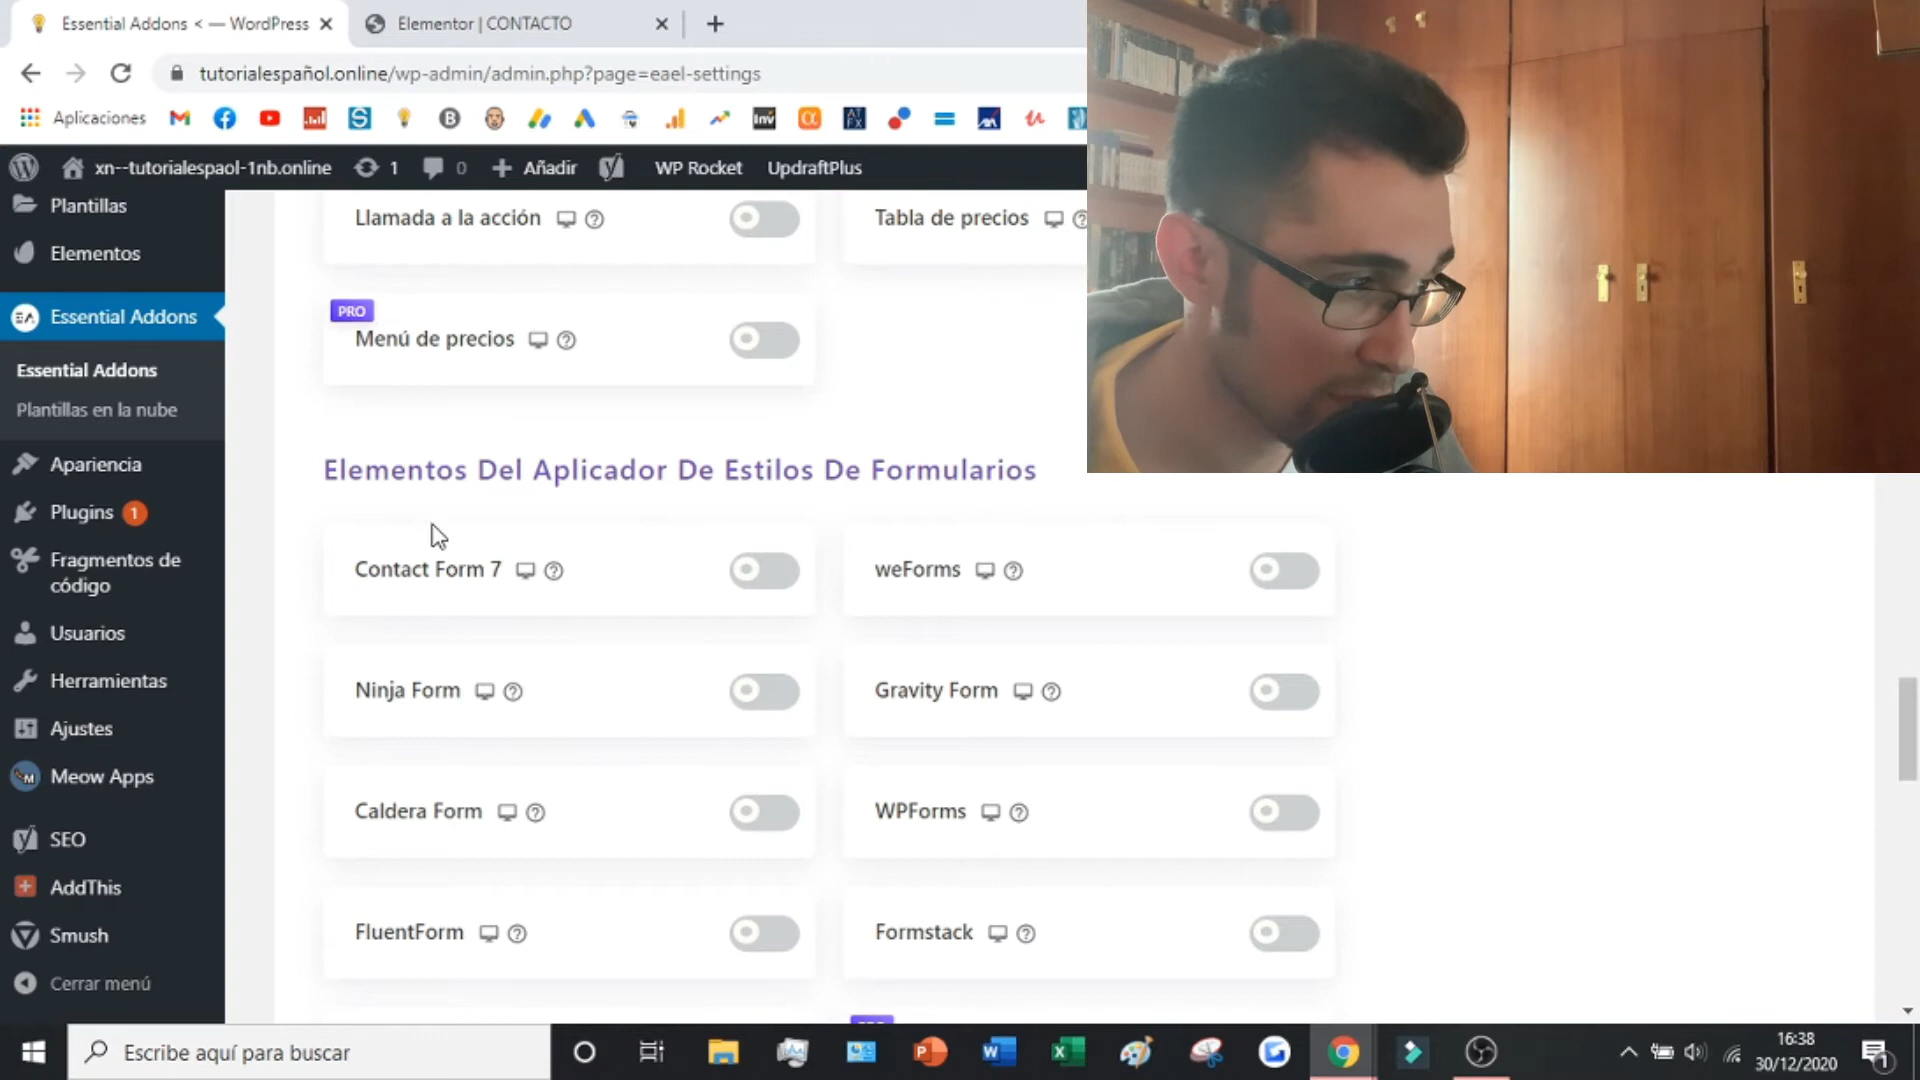 Essential Addons < — WordPress
Elementor | CONTACTO
tutorialespañol.online/wp-admin/admin.php?page=eael-settings
Aplicaciones
xn--tutorialespaol-1nb.online 1 0 Añadir WP Rocket UpdraftPlus
Plantillas
Elementos
Essential Addons
Essential Addons
Plantillas en la nube
Apariencia
Plugins 1
Fragmentos de
código
Usuarios
Herramientas
Ajustes
Meow Apps
SEO
AddThis
Smush
Cerrar menú
Llamada a la acción
Tabla de precios
PRO
Menú de precios
Elementos Del Aplicador De Estilos De Formularios
Contact Form 7
weForms
Ninja Form
Gravity Form
Caldera Form
WPForms
FluentForm
Formstack
Escribe aquí para buscar
16:38
30/12/2020
1